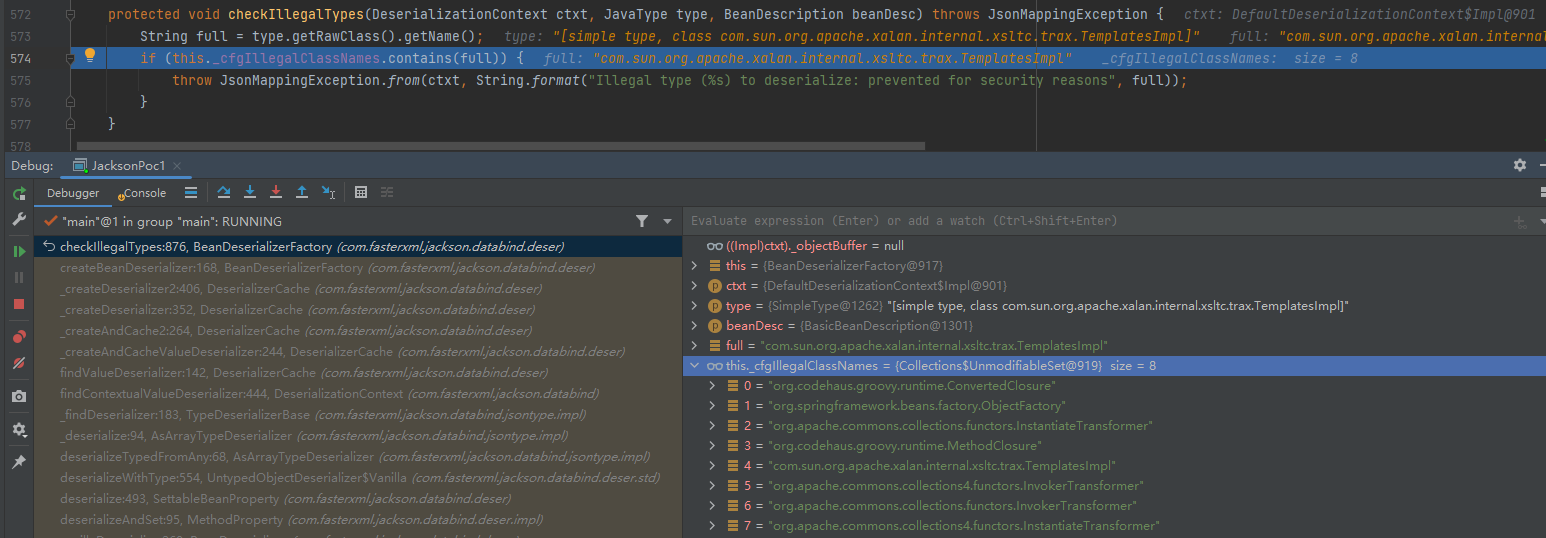 572 protected void checkIllegalTypes(DeserializationContext ctxt, JavaType type, BeanDescription beanDesc) throws JsonMappingException { ctxt: DefaultDeserializationContext$Impl@901
573 String full = type.getRawClass().getName(); type: "[simple type, class com.sun.org.apache.xalan.internal.xsltc.trax.TemplatesImpl]" full: "com.sun.org.apache.xalan.intern
574 if (this._cfgIllegalClassNames.contains(full)) { full: "com.sun.org.apache.xalan.internal.xsltc.trax.TemplatesImpl" _cfgIllegalClassNames: size = 8
575 throw JsonMappingException.from(ctxt, String.format("Illegal type (%s) to deserialize: prevented for security reasons", full));
576 }
577 }
578
Debug: JacksonPoc1
Debugger Console
"main"@1 in group "main": RUNNING
checkIllegalTypes:876, BeanDeserializerFactory (com.fasterxml.jackson.databind.deser)
createBeanDeserializer:168, BeanDeserializerFactory (com.fasterxml.jackson.databind.deser)
_createDeserializer2:406, DeserializerCache (com.fasterxml.jackson.databind.deser)
_createDeserializer:352, DeserializerCache (com.fasterxml.jackson.databind.deser)
_createAndCache2:264, DeserializerCache (com.fasterxml.jackson.databind.deser)
_createAndCacheValueDeserializer:244, DeserializerCache (com.fasterxml.jackson.databind.deser)
findValueDeserializer:142, DeserializerCache (com.fasterxml.jackson.databind.deser)
findContextualValueDeserializer:444, DeserializationContext (com.fasterxml.jackson.databind)
_findDeserializer:183, TypeDeserializerBase (com.fasterxml.jackson.databind.jsontype.impl)
_deserialize:94, AsArrayTypeDeserializer (com.fasterxml.jackson.databind.jsontype.impl)
deserializeTypedFromAny:68, AsArrayTypeDeserializer (com.fasterxml.jackson.databind.jsontype.impl)
deserializeWithType:554, UntypedObjectDeserializer$Vanilla (com.fasterxml.jackson.databind.deser.std)
deserialize:493, SettableBeanProperty (com.fasterxml.jackson.databind.deser)
deserializeAndSet:95, MethodProperty (com.fasterxml.jackson.databind.deser.impl)
Evaluate expression (Enter) or add a watch (Ctrl+Shift+Enter)
((Impl)ctxt)._objectBuffer = null
this = {BeanDeserializerFactory@917}
ctxt = {DefaultDeserializationContext$Impl@901}
type = {SimpleType@1262} "[simple type, class com.sun.org.apache.xalan.internal.xsltc.trax.TemplatesImpl]"
beanDesc = {BasicBeanDescription@1301}
full = "com.sun.org.apache.xalan.internal.xsltc.trax.TemplatesImpl"
this._cfgIllegalClassNames = {Collections$UnmodifiableSet@919} size = 8
0 = "org.codehaus.groovy.runtime.ConvertedClosure"
1 = "org.springframework.beans.factory.ObjectFactory"
2 = "org.apache.commons.collections.functors.InstantiateTransformer"
3 = "org.codehaus.groovy.runtime.MethodClosure"
4 = "com.sun.org.apache.xalan.internal.xsltc.trax.TemplatesImpl"
5 = "org.apache.commons.collections4.functors.InvokerTransformer"
6 = "org.apache.commons.collections.functors.InvokerTransformer"
7 = "org.apache.commons.collections4.functors.InstantiateTransformer"